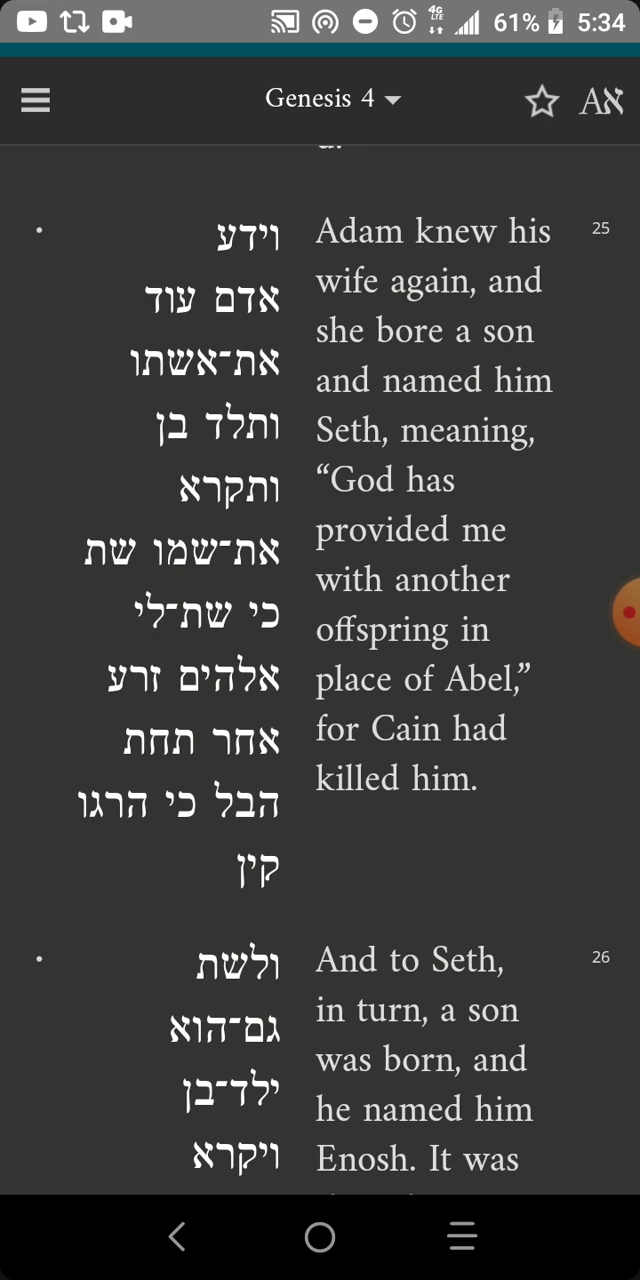 4G
LTE
61%
5:34
Genesis 4
Aא
וידע
אדם עוד
את־אשתו
ותלד בן
ותקרא
את־שמו שת
כי שת־לי
אלהים זרע
אחר תחת
הבל כי הרגו
קין
Adam knew his
wife again, and
she bore a son
and named him
Seth, meaning,
“God has
provided me
with another
offspring in
place of Abel,”
for Cain had
killed him.
25
ולשת
גם־הוא
ילד־בן
ויקרא
And to Seth,
in turn, a son
was born, and
he named him
Enosh. It was
26